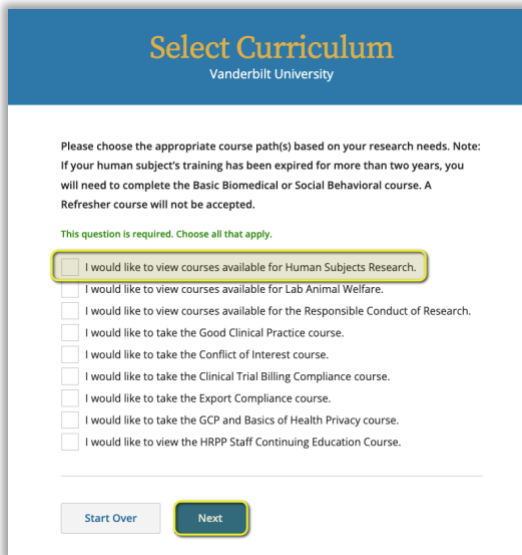 Select Curriculum
Vanderbilt University
Please choose the appropriate course path(s) based on your research needs. Note:
If your human subject's training has been expired for more than two years, you
will need to complete the Basic Biomedical or Social Behavioral course. A
Refresher course will not be accepted.
This question is required. Choose all that apply.
I would like to view courses available for Human Subjects Research.
I would like to view courses available for Lab Animal Welfare.
I would like to view courses available for the Responsible Conduct of Research.
I would like to take the Good Clinical Practice course.
I would like to take the Conflict of Interest course.
I would like to take the Clinical Trial Billing Compliance course.
I would like to take the Export Compliance course.
I would like to take the GCP and Basics of Health Privacy course.
I would like to view the HRPP Staff Continuing Education Course.
Start Over
Next